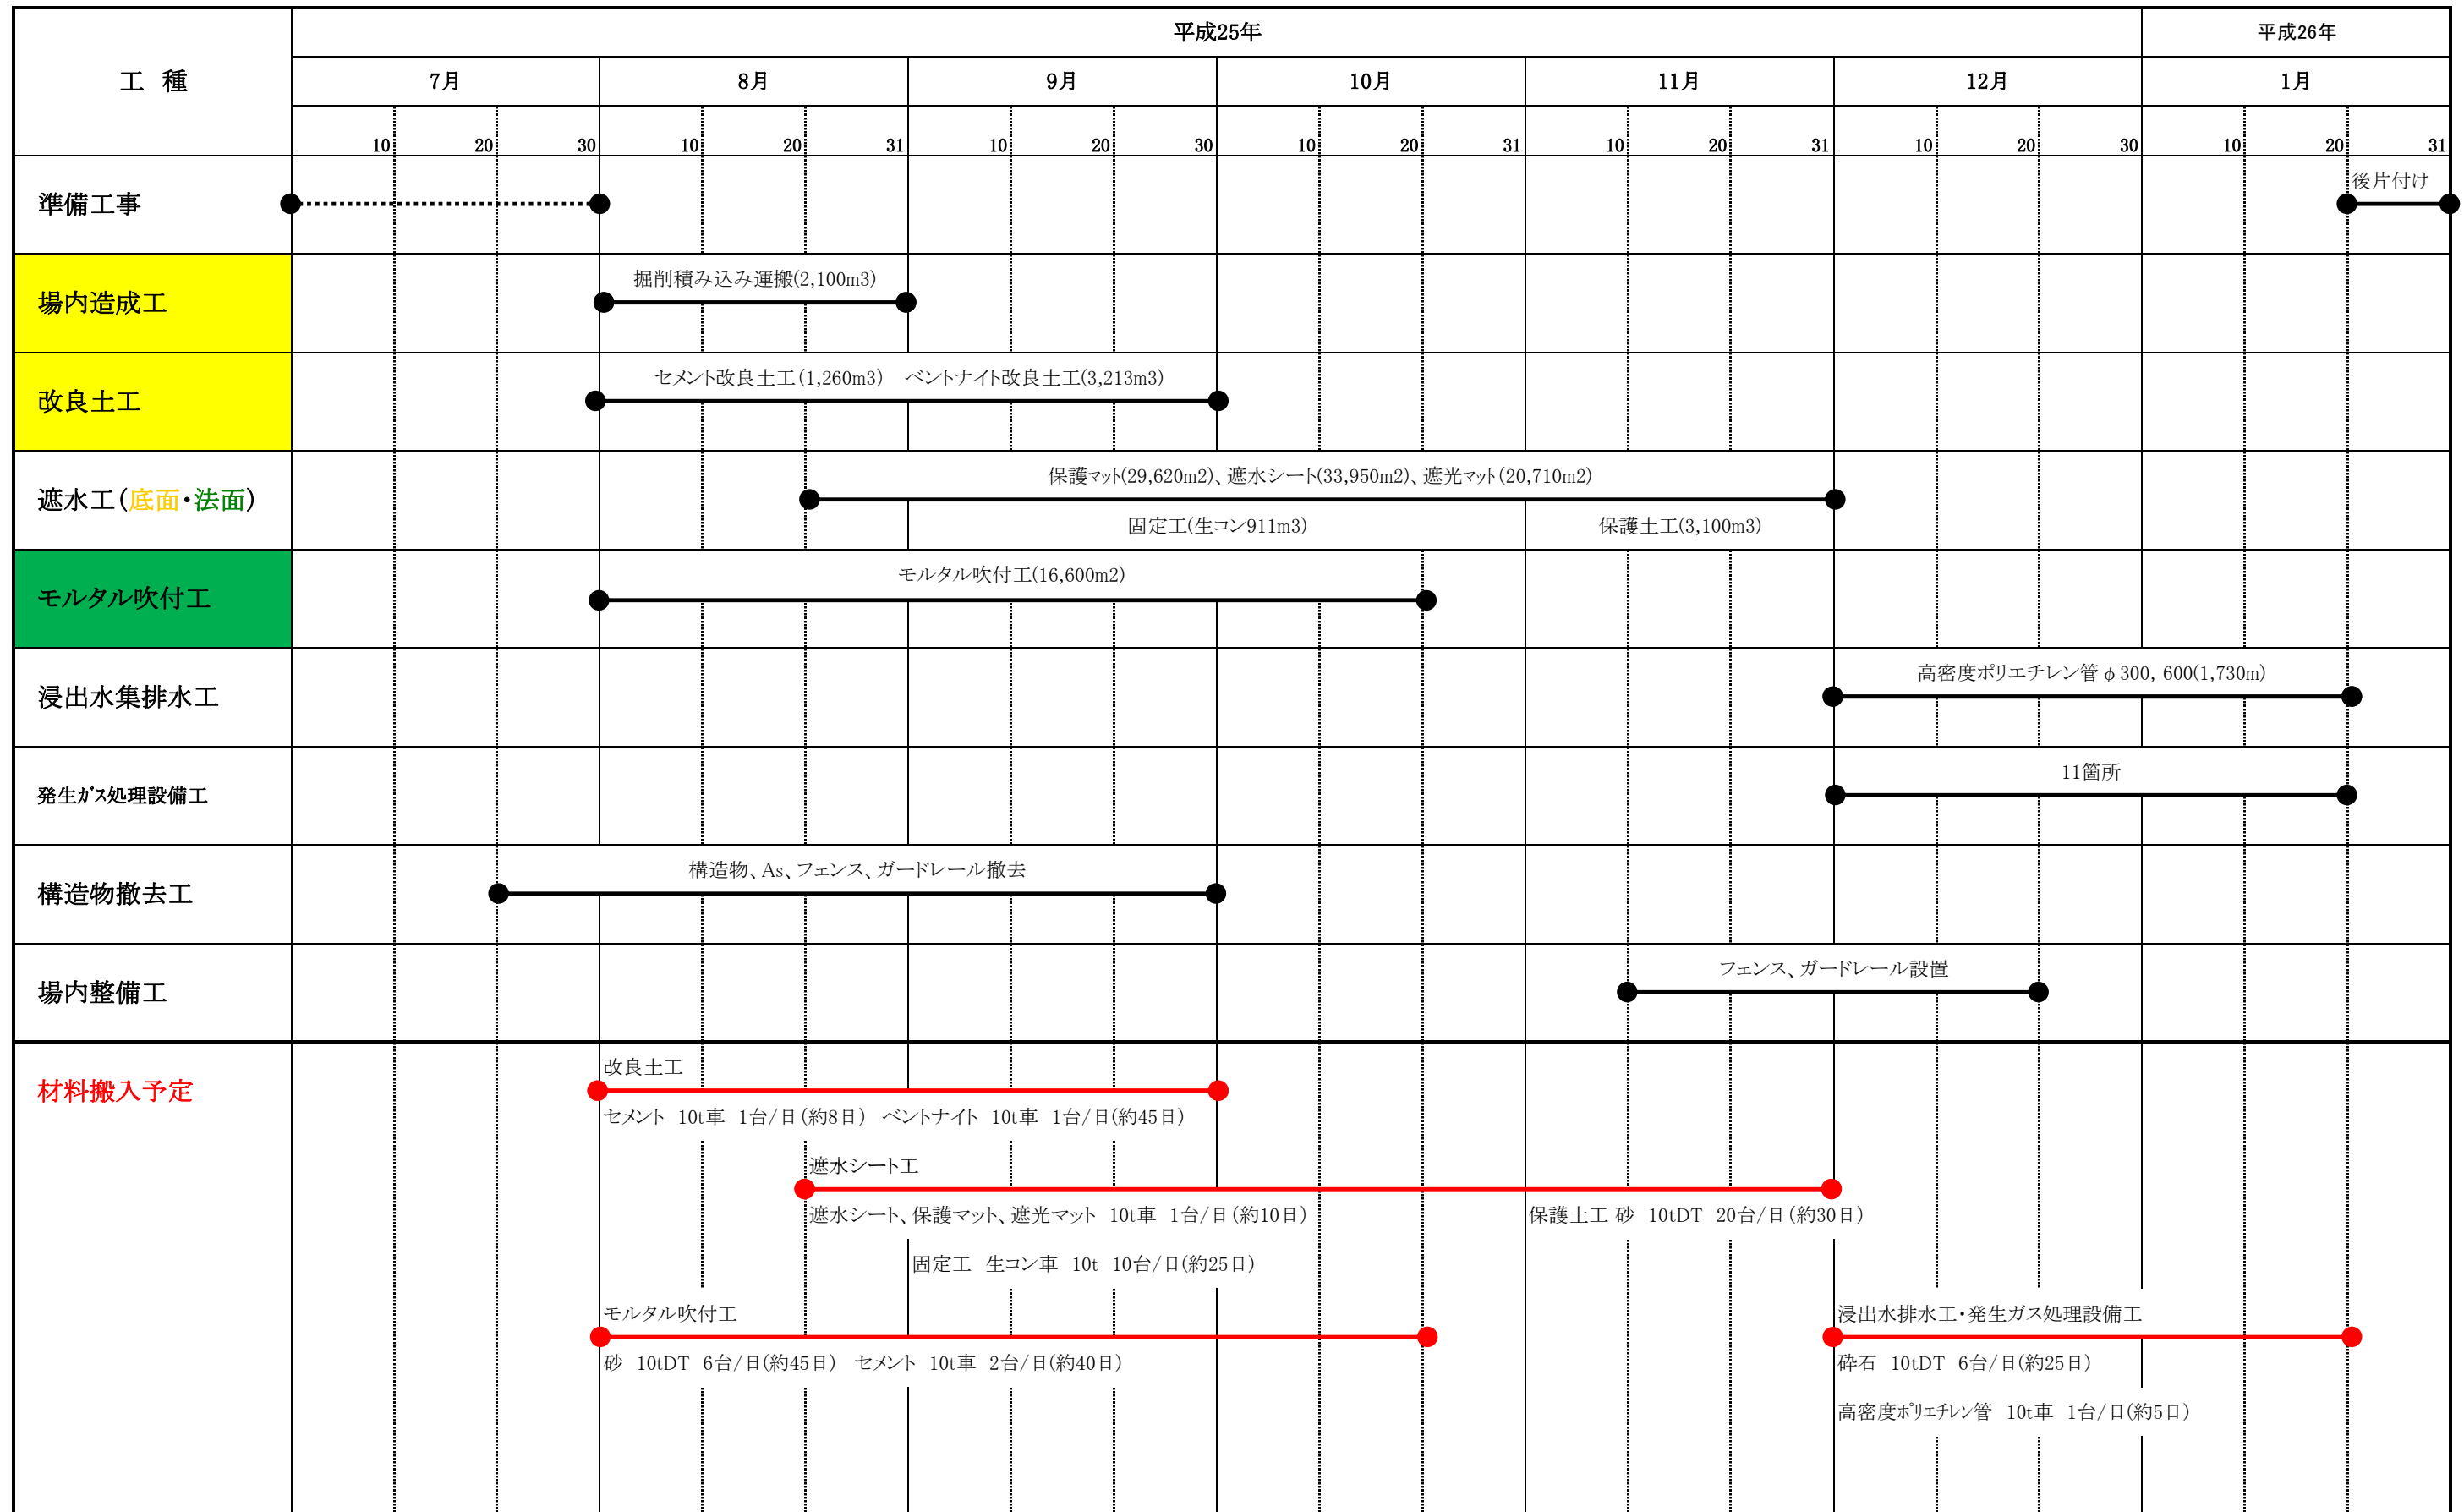 工 種
平成25年
平成26年
7月 8月 9月 10月 11月 12月 1月
10 20 30 10 20 31 10 20 30 10 20 31 10 20 31 10 20 30 10 20 31
準備工事
後片付け
場内造成工
掘削積み込み運搬(2,100m3)
改良土工
セメント改良土工(1,260m3) ベントナイト改良土工(3,213m3)
遮水工(底面・法面)
保護マット(29,620m2)、遮水シート(33,950m2)、遮光マット(20,710m2)
固定工(生コン911m3) 保護土工(3,100m3)
モルタル吹付工
モルタル吹付工(16,600m2)
浸出水集排水工
高密度ポリエチレン管φ300, 600(1,730m)
発生ｶﾞｽ処理設備工
11箇所
構造物撤去工
構造物、As、フェンス、ガードレール撤去
場内整備工
フェンス、ガードレール設置
材料搬入予定
改良土工
セメント 10t車 1台/日(約8日) ベントナイト 10t車 1台/日(約45日)
遮水シート工
遮水シート、保護マット、遮光マット 10t車 1台/日(約10日) 保護土工 砂 10tDT 20台/日(約30日)
固定工 生コン車 10t 10台/日(約25日)
モルタル吹付工 浸出水排水工・発生ガス処理設備工
砂 10tDT 6台/日(約45日) セメント 10t車 2台/日(約40日) 砕石 10tDT 6台/日(約25日)
高密度ﾎﾟﾘｴﾁﾚﾝ管 10t車 1台/日(約5日)